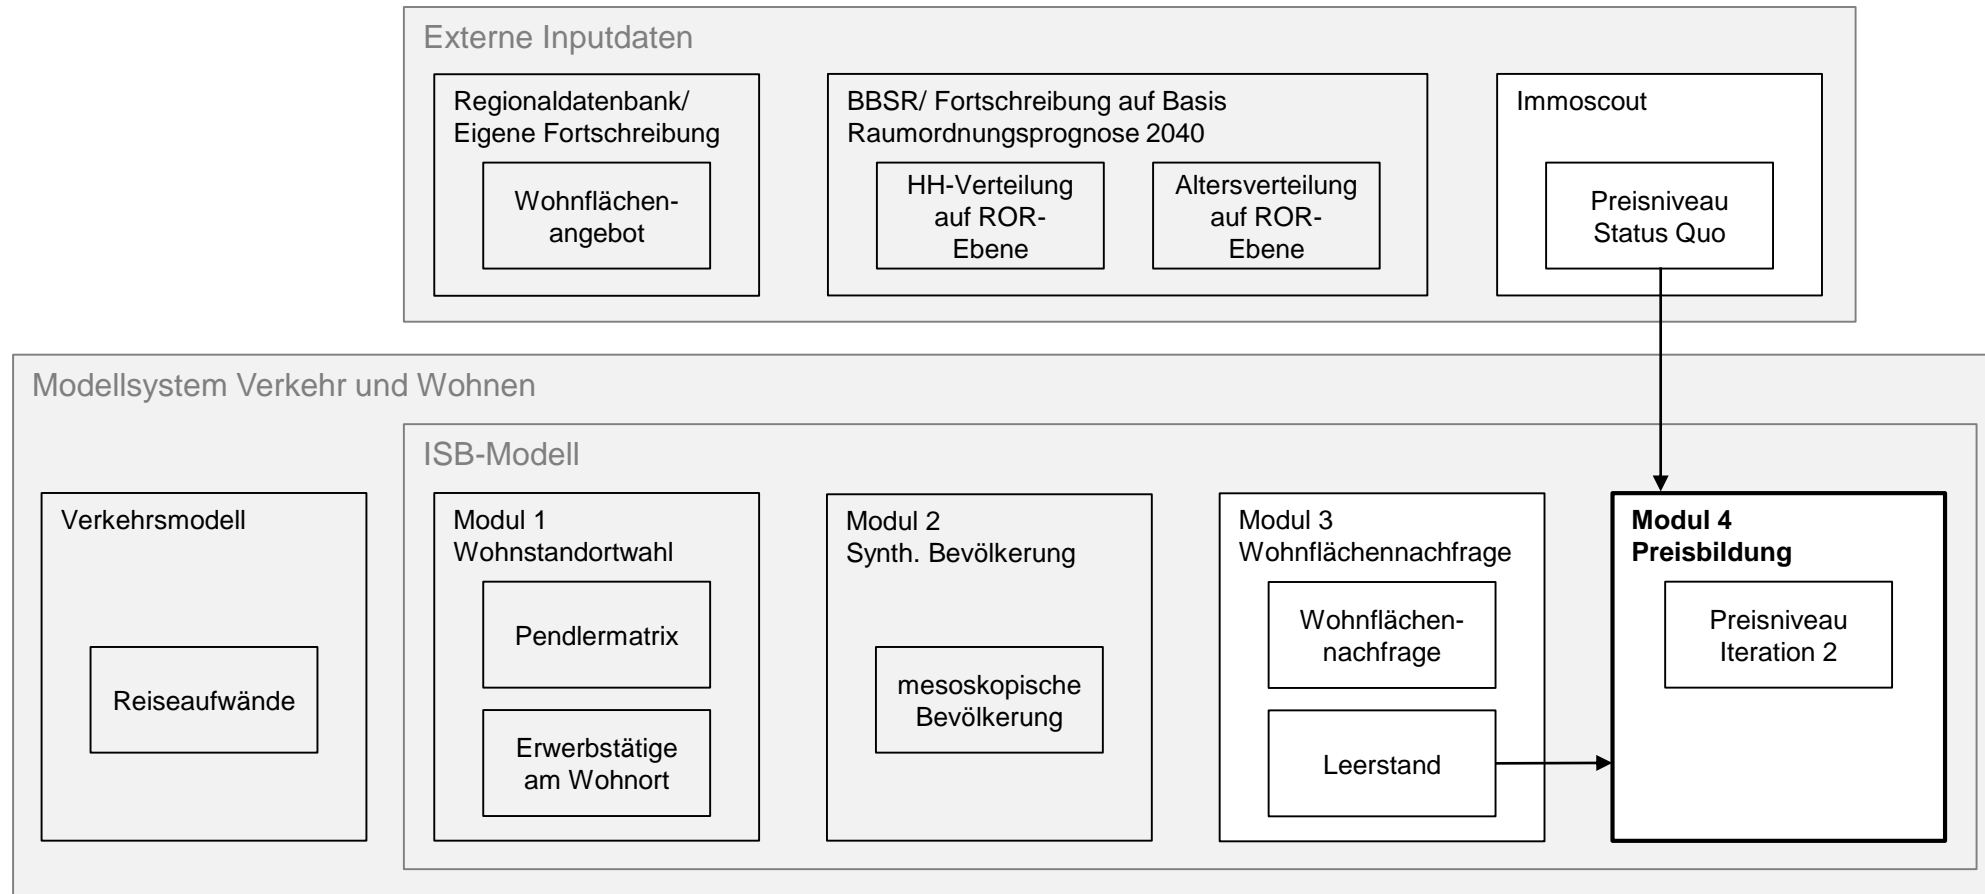 Externe Inputdaten
Regionaldatenbank/
Eigene Fortschreibung
Wohnflächen-
angebot
BBSR/ Fortschreibung auf Basis
Raumordnungsprognose 2040
HH-Verteilung
auf ROR-
Ebene
Altersverteilung
auf ROR-
Ebene
Immoscout
Preisniveau
Status Quo
Modellsystem Verkehr und Wohnen
ISB-Modell
Verkehrsmodell
Reiseaufwände
Modul 1
Wohnstandortwahl
Pendlermatrix
Erwerbstätige
am Wohnort
Modul 2
Synth. Bevölkerung
mesoskopische
Bevölkerung
Modul 3
Wohnflächennachfrage
Wohnflächen-
nachfrage
Leerstand
Modul 4
Preisbildung
Preisniveau
Iteration 2